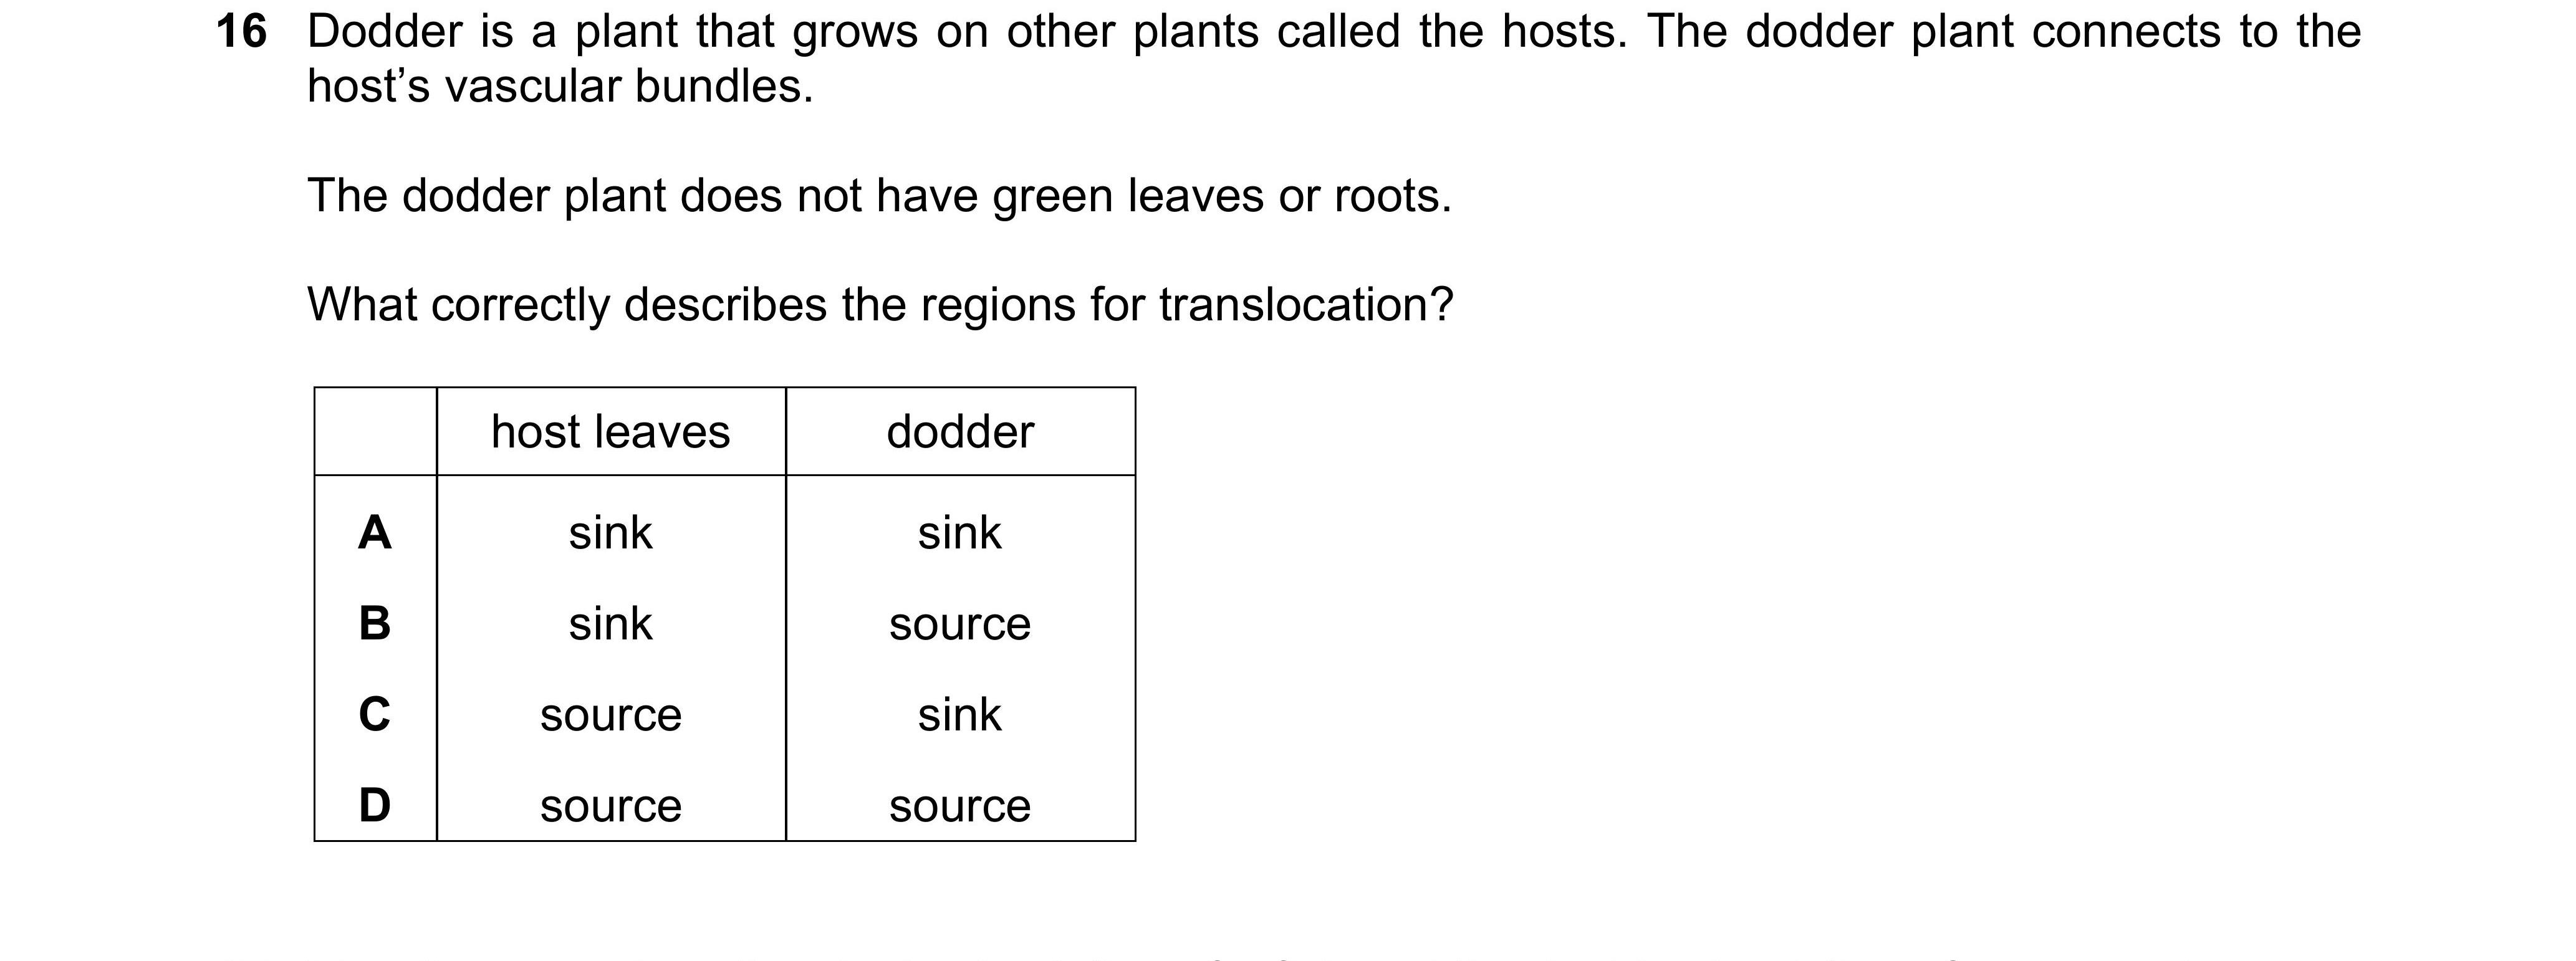 16 Dodder is a plant that grows on other plants called the hosts. The dodder plant connects to the
host’s vascular bundles.
The dodder plant does not have green leaves or roots.
What correctly describes the regions for translocation?
host leaves dodder
A sink sink
B sink source
C source sink
D source source